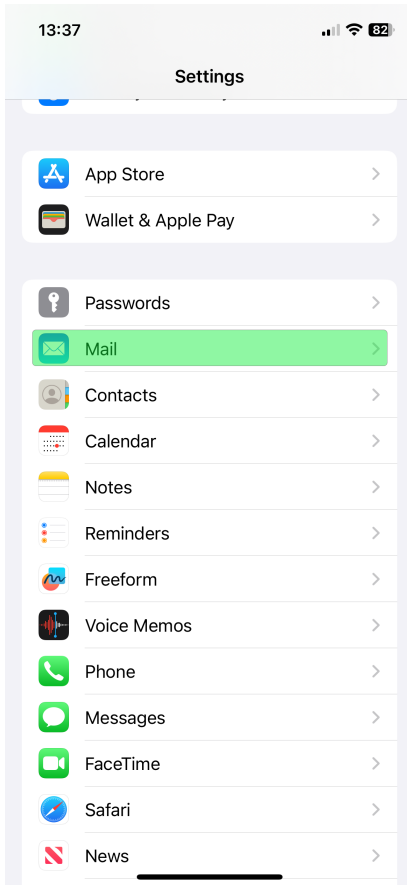 13:37
82
Settings
App Store
Wallet & Apple Pay
Passwords
Mail
Contacts
Calendar
Notes
Reminders
Freeform
Voice Memos
Phone
Messages
FaceTime
Safari
News